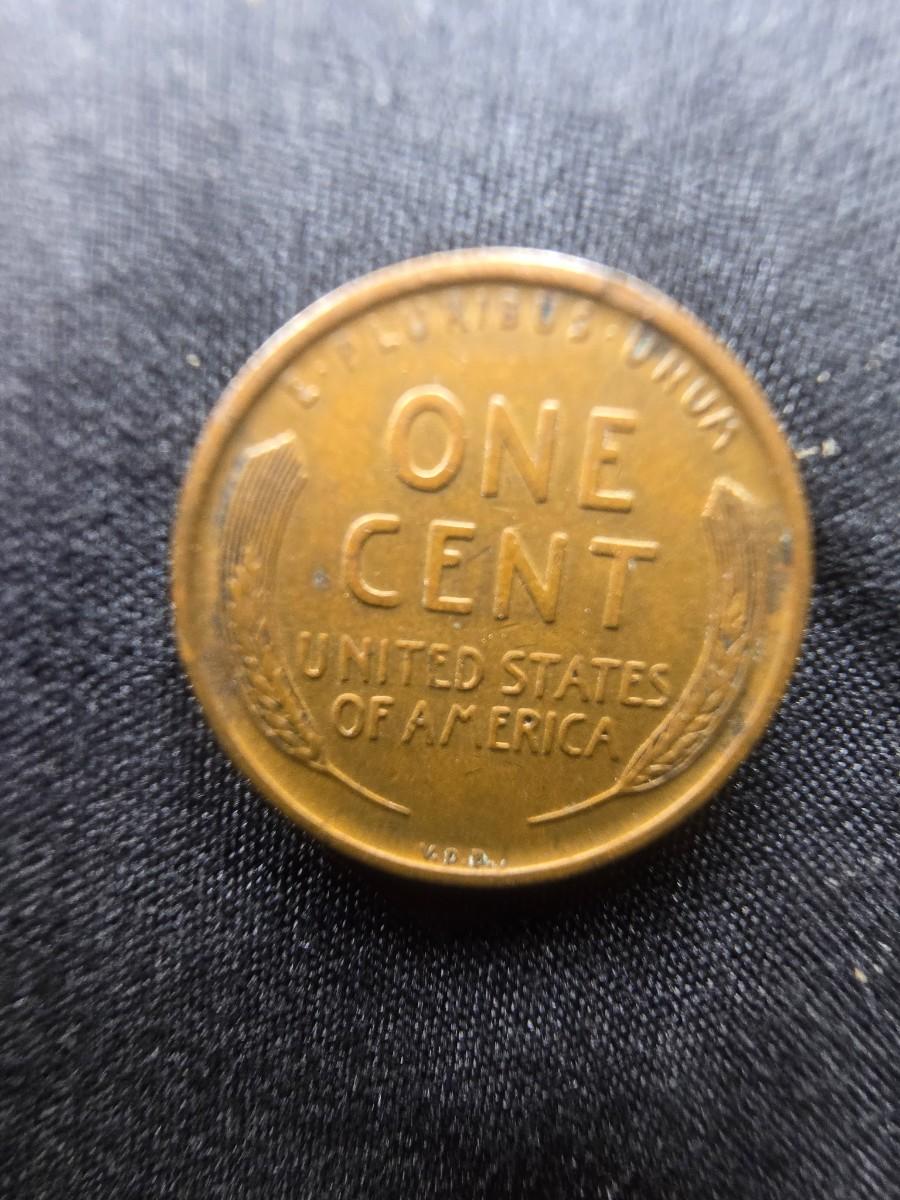 E·PLURIBUS·UNUM
ONE
CENT
UNITED STATES
OF AMERICA
V.D.B.